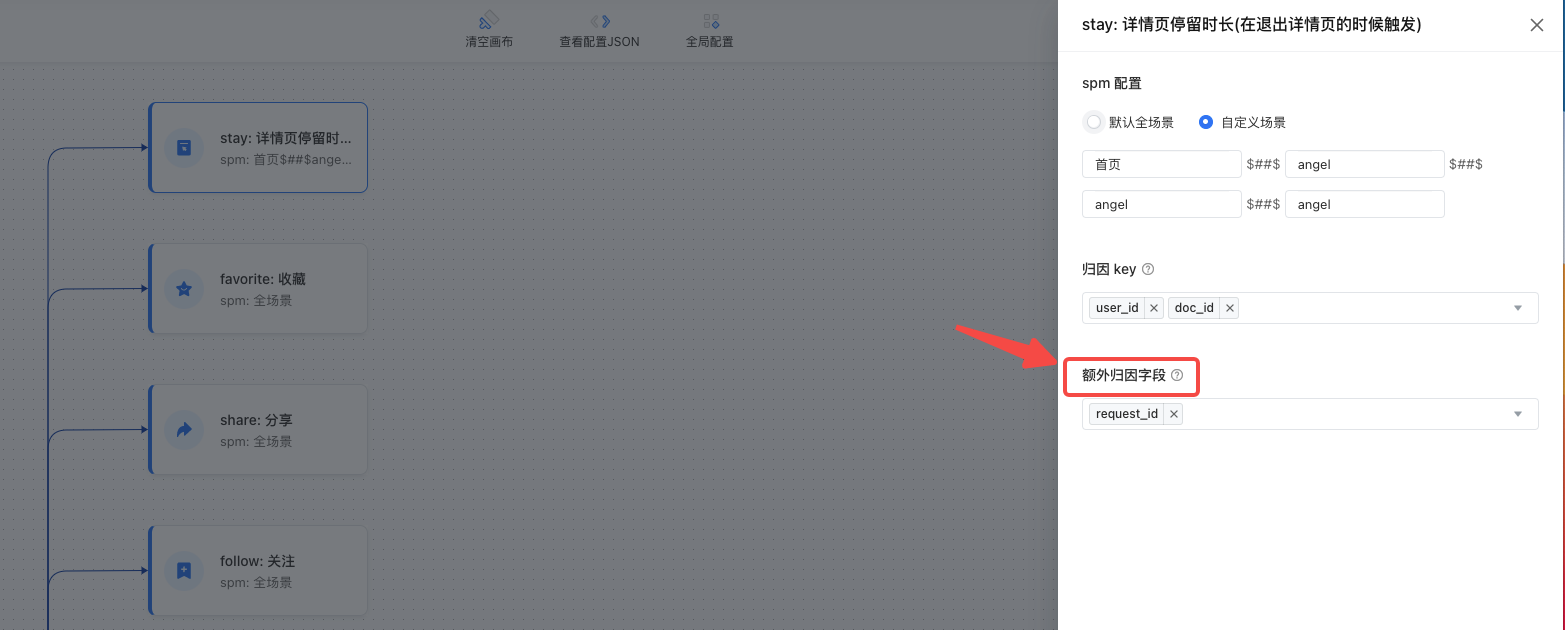 清空画布
查看配置JSON
全局配置
stay: 详情页停留时...
spm: 首页$##$ange...
favorite: 收藏
spm: 全场景
share: 分享
spm: 全场景
follow: 关注
spm: 全场景
stay: 详情页停留时长(在退出详情页的时候触发)
spm 配置
默认全场景
自定义场景
首页 $##$ angel $##$
angel $##$ angel
归因 key
user_id doc_id
额外归因字段
request_id